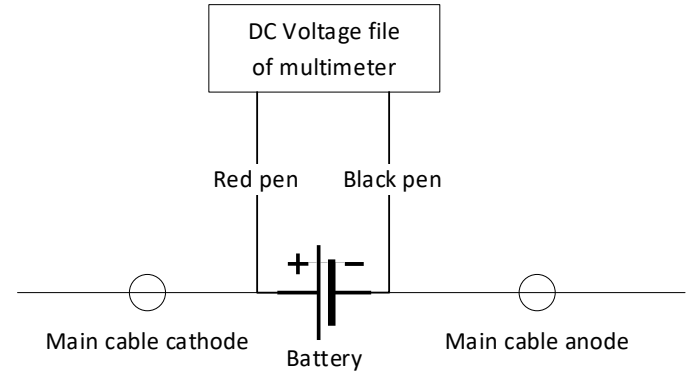 DC Voltage file
of multimeter
Red pen
Black pen
+
−
Main cable cathode
Main cable anode
Battery